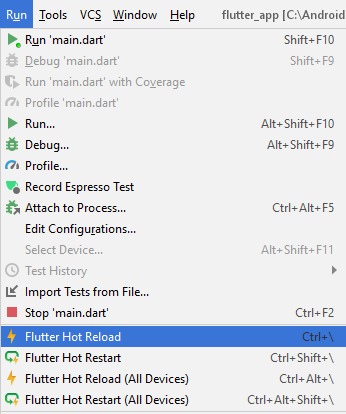 Run Tools VCS Window Help flutter_app [C:\Android
Run 'main.dart' Shift+F10
Debug 'main.dart' Shift+F9
Run 'main.dart' with Coverage
Profile 'main.dart'
Run... Alt+Shift+F10
Debug... Alt+Shift+F9
Profile...
Record Espresso Test
Attach to Process... Ctrl+Alt+F5
Edit Configurations...
Select Device... Alt+Shift+F11
Test History
Import Tests from File...
Stop 'main.dart' Ctrl+F2
Flutter Hot Reload Ctrl+\
Flutter Hot Restart Ctrl+Shift+\
Flutter Hot Reload (All Devices) Ctrl+Alt+\
Flutter Hot Restart (All Devices) Ctrl+Alt+Shift+\